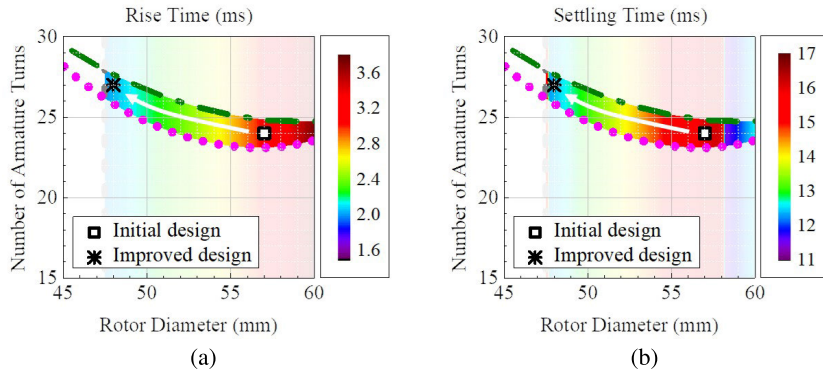 Rise Time (ms)
Number of Armature Turns
30
25
20
15
45
50
55
60
Initial design
Improved design
3.6
3.2
2.8
2.4
2.0
1.6
Rotor Diameter (mm)
(a)
Settling Time (ms)
Number of Armature Turns
30
25
20
15
45
50
55
60
Initial design
Improved design
17
16
15
14
13
12
11
Rotor Diameter (mm)
(b)